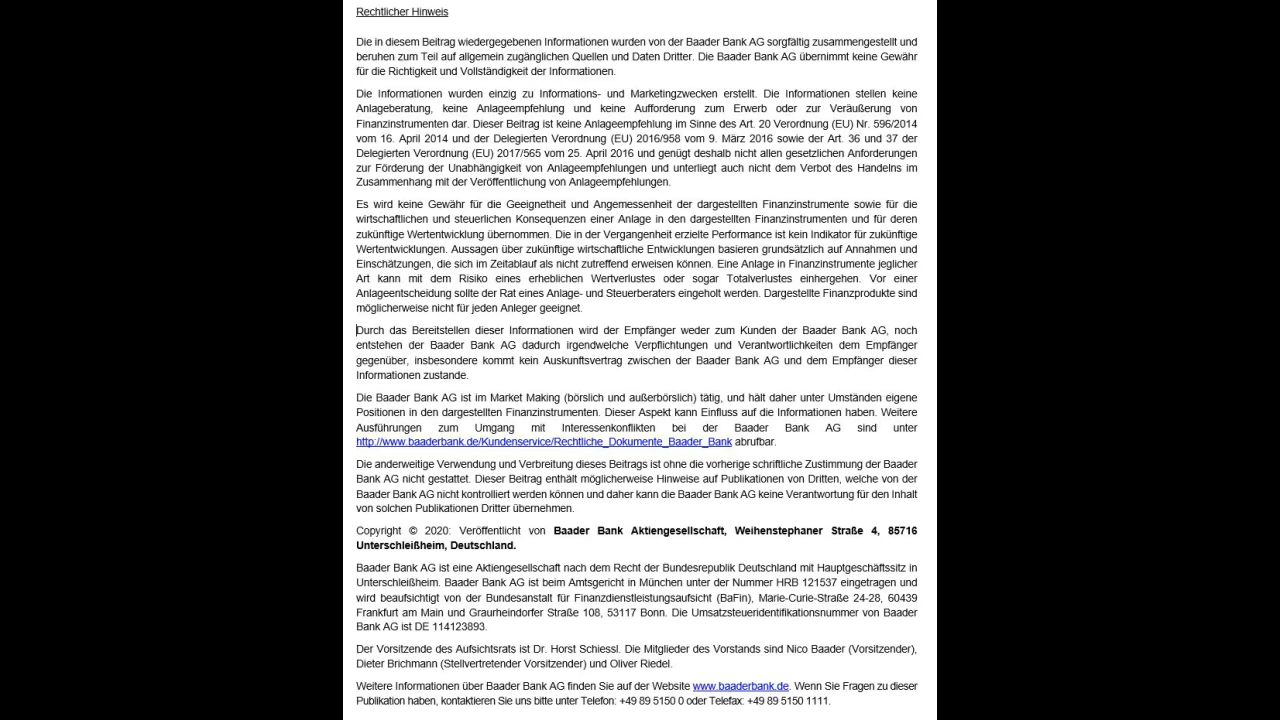 Rechtlicher Hinweis
Die in diesem Beitrag wiedergegebenen Informationen wurden von der Baader Bank AG sorgfältig zusammengestellt und
beruhen zum Teil auf allgemein zugänglichen Quellen und Daten Dritter. Die Baader Bank AG übernimmt keine Gewähr
für die Richtigkeit und Vollständigkeit der Informationen.
Die Informationen wurden einzig zu Informations- und Marketingzwecken erstellt. Die Informationen stellen keine
Anlageberatung, keine Anlageempfehlung und keine Aufforderung zum Erwerb oder zur Veräußerung von
Finanzinstrumenten dar. Dieser Beitrag ist keine Anlageempfehlung im Sinne des Art. 20 Verordnung (EU) Nr. 596/2014
vom 16. April 2014 und der Delegierten Verordnung (EU) 2016/958 vom 9. März 2016 sowie der Art. 36 und 37 der
Delegierten Verordnung (EU) 2017/565 vom 25. April 2016 und genügt deshalb nicht allen gesetzlichen Anforderungen
zur Förderung der Unabhängigkeit von Anlageempfehlungen und unterliegt auch nicht dem Verbot des Handelns im
Zusammenhang mit der Veröffentlichung von Anlageempfehlungen.
Es wird keine Gewähr für die Geeignetheit und Angemessenheit der dargestellten Finanzinstrumente sowie für die
wirtschaftlichen und steuerlichen Konsequenzen einer Anlage in den dargestellten Finanzinstrumenten und für deren
zukünftige Wertentwicklung übernommen. Die in der Vergangenheit erzielte Performance ist kein Indikator für zukünftige
Wertentwicklungen. Aussagen über zukünftige wirtschaftliche Entwicklungen basieren grundsätzlich auf Annahmen und
Einschätzungen, die sich im Zeitablauf als nicht zutreffend erweisen können. Eine Anlage in Finanzinstrumente jeglicher
Art kann mit dem Risiko eines erheblichen Wertverlustes oder sogar Totalverlustes einhergehen. Vor einer
Anlageentscheidung sollte der Rat eines Anlage- und Steuerberaters eingeholt werden. Dargestellte Finanzprodukte sind
möglicherweise nicht für jeden Anleger geeignet.
Durch das Bereitstellen dieser Informationen wird der Empfänger weder zum Kunden der Baader Bank AG, noch
entstehen der Baader Bank AG dadurch irgendwelche Verpflichtungen und Verantwortlichkeiten dem Empfänger
gegenüber, insbesondere kommt kein Auskunftsvertrag zwischen der Baader Bank AG und dem Empfänger dieser
Informationen zustande.
Die Baader Bank AG ist im Market Making (börslich und außerbörslich) tätig, und hält daher unter Umständen eigene
Positionen in den dargestellten Finanzinstrumenten. Dieser Aspekt kann Einfluss auf die Informationen haben. Weitere
Ausführungen zum Umgang mit Interessenkonflikten bei der Baader Bank AG sind unter
http://www.baaderbank.de/Kundenservice/Rechtliche_Dokumente_Baader_Bank abrufbar.
Die anderweitige Verwendung und Verbreitung dieses Beitrags ist ohne die vorherige schriftliche Zustimmung der Baader
Bank AG nicht gestattet. Dieser Beitrag enthält möglicherweise Hinweise auf Publikationen von Dritten, welche von der
Baader Bank AG nicht kontrolliert werden können und daher kann die Baader Bank AG keine Verantwortung für den Inhalt
von solchen Publikationen Dritter übernehmen.
Copyright © 2020: Veröffentlicht von Baader Bank Aktiengesellschaft, Weihenstephaner Straße 4, 85716
Unterschleißheim, Deutschland.
Baader Bank AG ist eine Aktiengesellschaft nach dem Recht der Bundesrepublik Deutschland mit Hauptgeschäftssitz in
Unterschleißheim. Baader Bank AG ist beim Amtsgericht in München unter der Nummer HRB 121537 eingetragen und
wird beaufsichtigt von der Bundesanstalt für Finanzdienstleistungsaufsicht (BaFin), Marie-Curie-Straße 24-28, 60439
Frankfurt am Main und Graurheindorfer Straße 108, 53117 Bonn. Die Umsatzsteueridentifikationsnummer von Baader
Bank AG ist DE 114123893.
Der Vorsitzende des Aufsichtsrats ist Dr. Horst Schiessl. Die Mitglieder des Vorstands sind Nico Baader (Vorsitzender),
Dieter Brichmann (Stellvertretender Vorsitzender) und Oliver Riedel.
Weitere Informationen über Baader Bank AG finden Sie auf der Website www.baaderbank.de. Wenn Sie Fragen zu dieser
Publikation haben, kontaktieren Sie uns bitte unter Telefon: +49 89 5150 0 oder Telefax: +49 89 5150 1111.